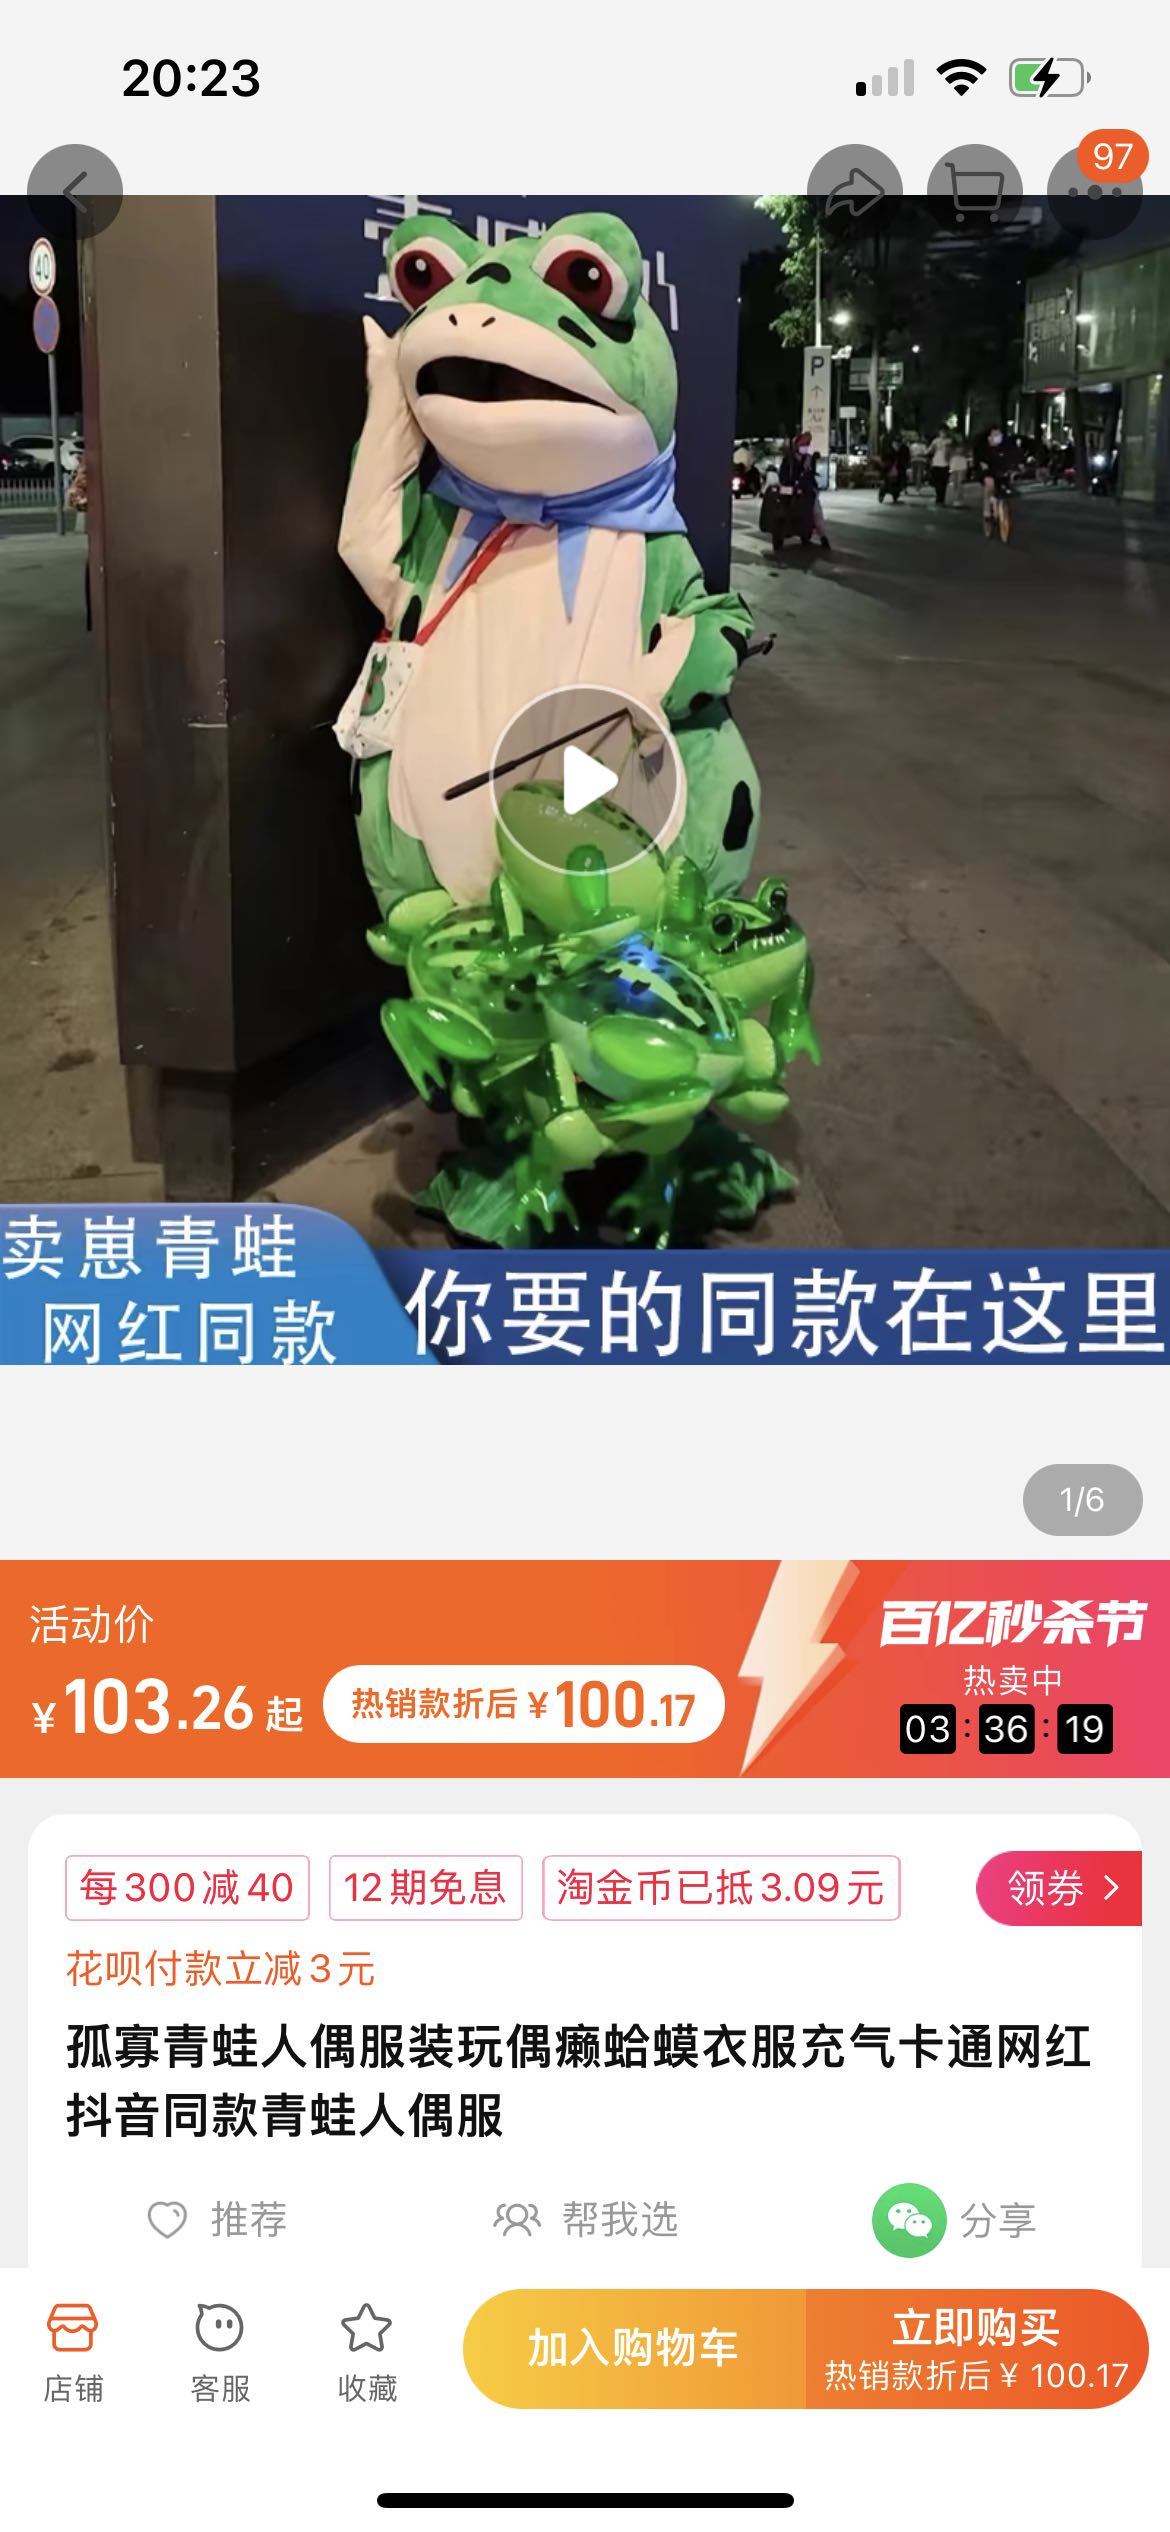 20:23
97
40
P
卖崽青蛙
网红同款
你要的同款在这里
1/6
活动价
¥103.26起
热销款折后¥100.17
百亿秒杀节
热卖中
03:36:19
每300减40
12期免息
淘金币已抵3.09元
领券 >
花呗付款立减3元
孤寡青蛙人偶服装玩偶癞蛤蟆衣服充气卡通网红
抖音同款青蛙人偶服
推荐
帮我选
分享
店铺
客服
收藏
加入购物车
立即购买
热销款折后¥ 100.17